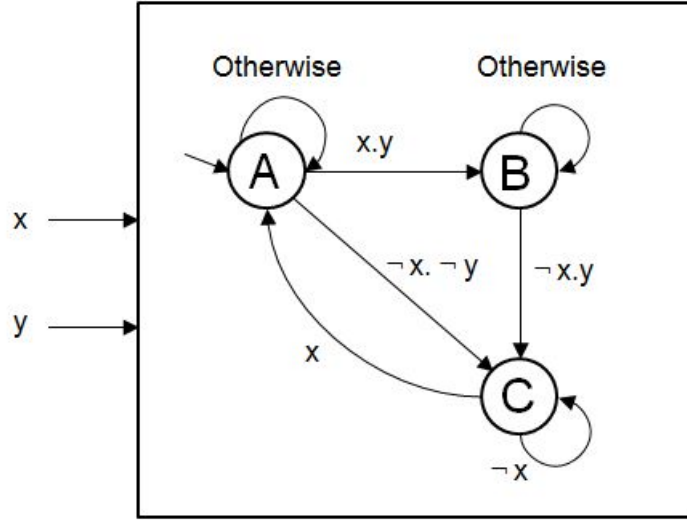 Otherwise Otherwise
A x.y B
x
¬ x. ¬ y ¬ x.y
y
x
C
¬ x